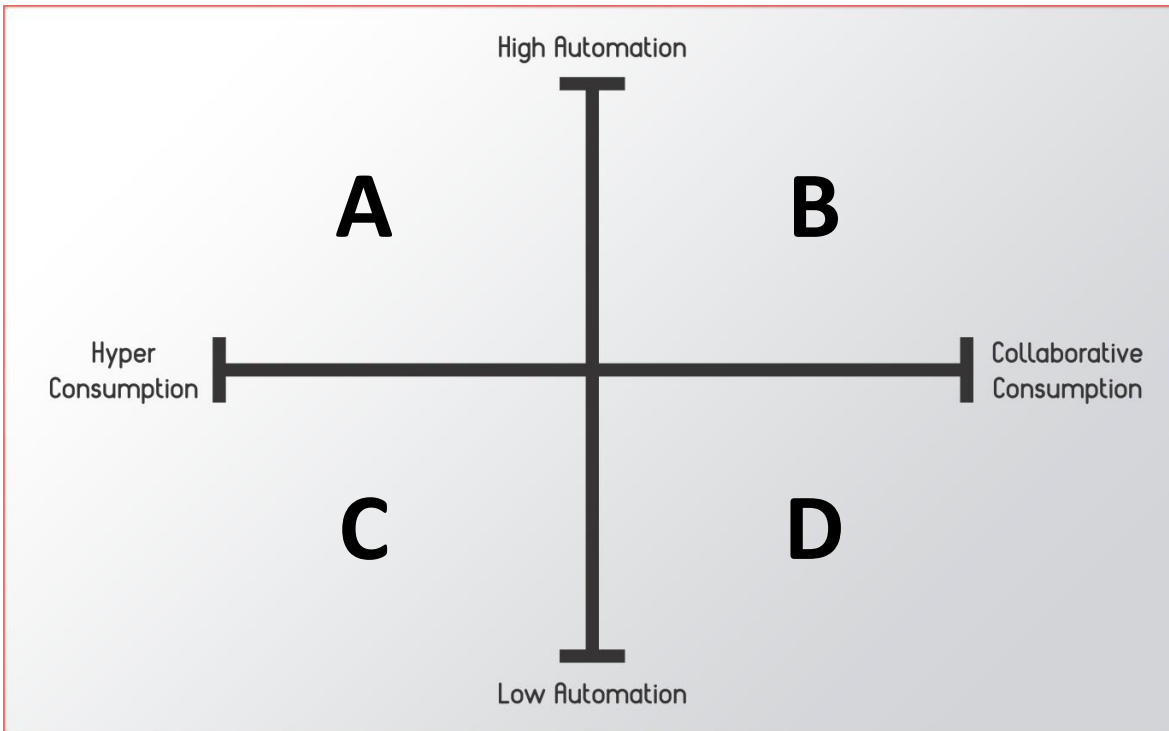 High Automation
A
B
Hyper
Consumption
Collaborative
Consumption
C
D
Low Automation